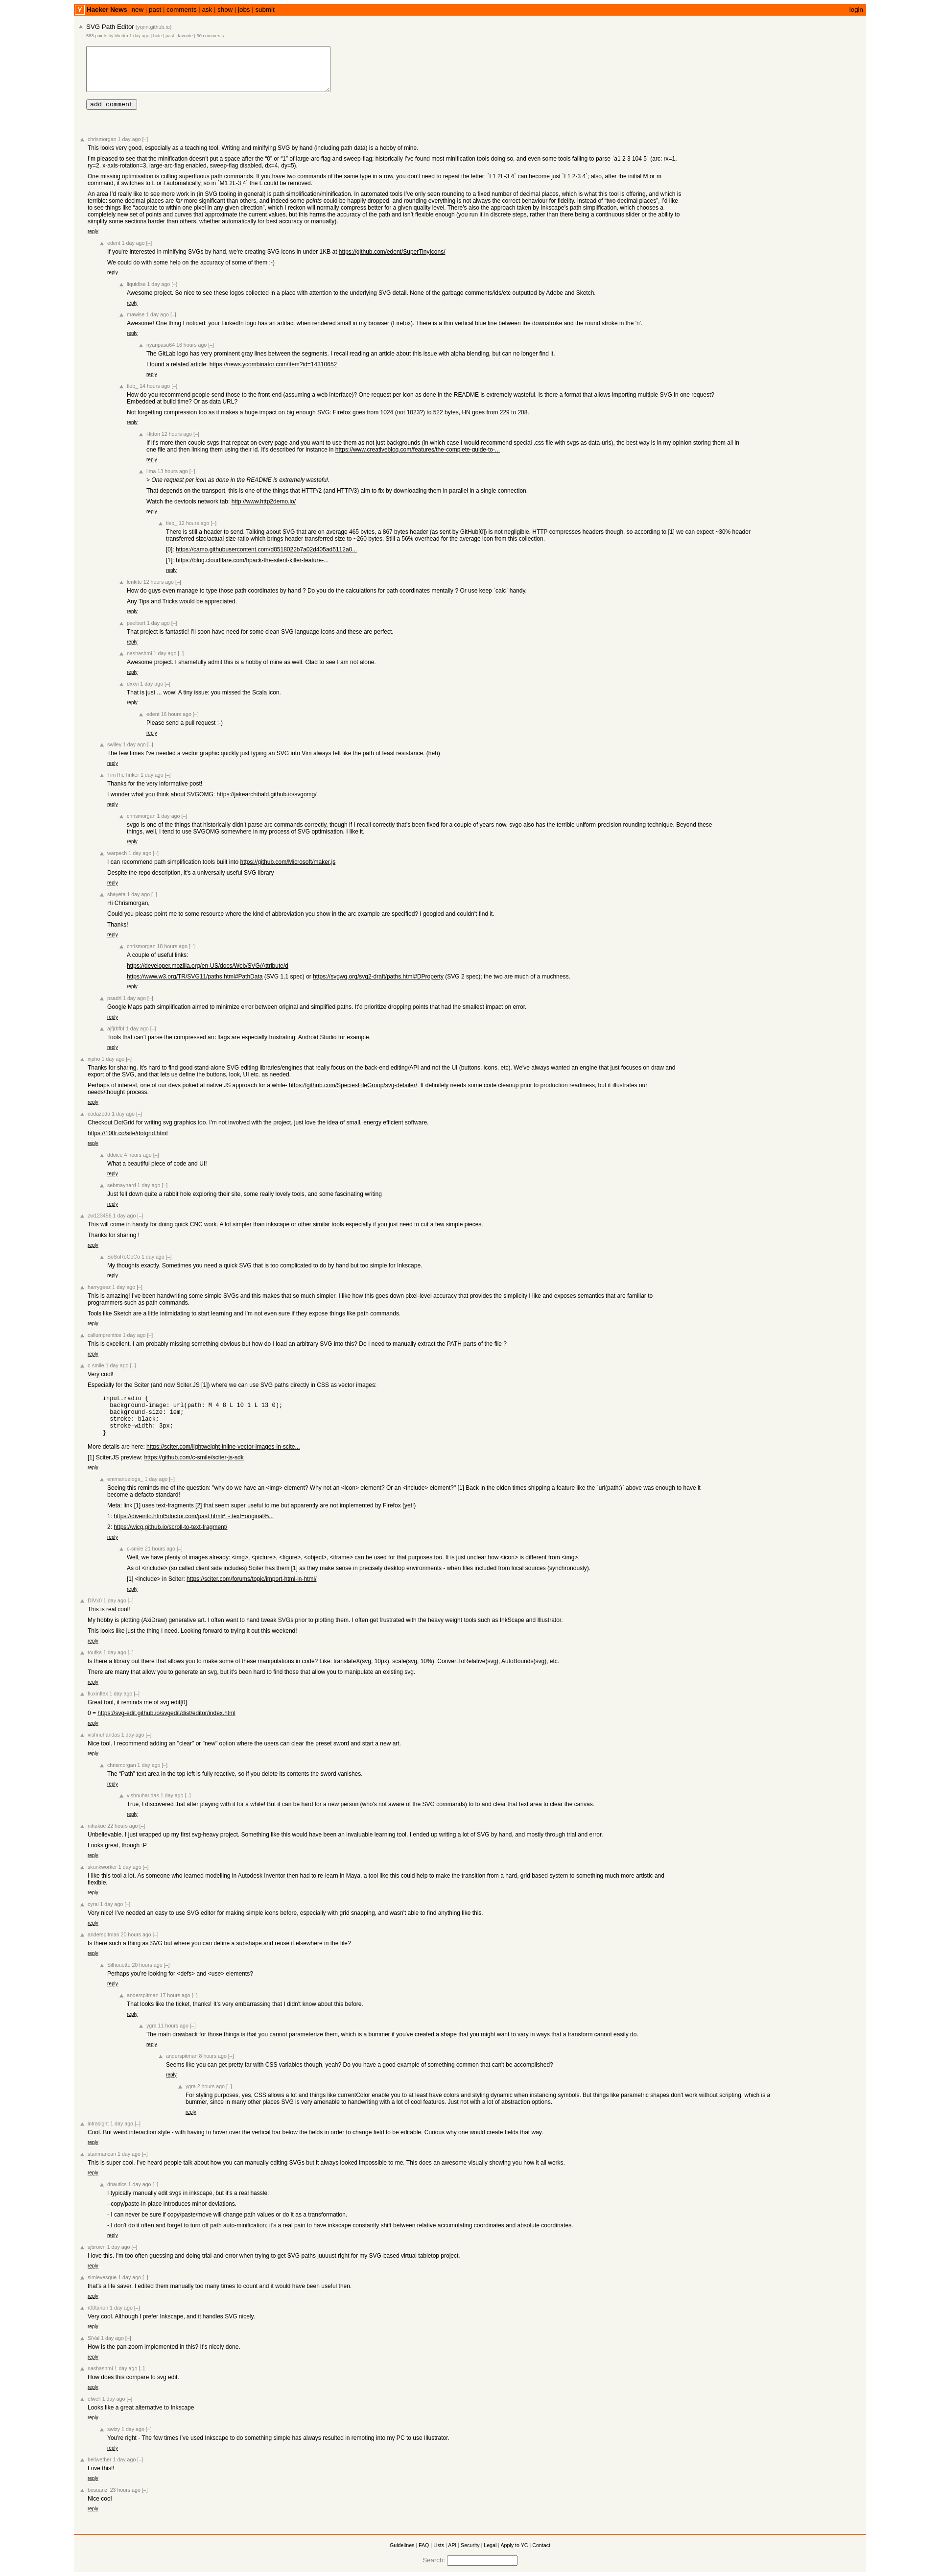 Y Hacker News new | past | comments | ask | show | jobs | submit login
SVG Path Editor (yqnn.github.io)
1 day ago | hide | past | favorite | comments
add comment
chrismorgan 1 day ago [–]
This looks very good, especially as a teaching tool. Writing and minifying SVG by hand (including path data) is a hobby of mine.
I'm pleased to see that the minification doesn't put a space after the "0" or "1" of large-arc-flag and sweep-flag; historically I've found most minification tools doing so, and even some tools failing to parse `a1 2 3 104 5` (arc: rx=1,
ry=2, x-axis-rotation=3, large-arc-flag enabled, sweep-flag disabled, dx=4, dy=5).
One missing optimisation is culling superfluous path commands. If you have two commands of the same type in a row, you don't need to repeat the letter: `L1 2L-3 4` can become just `L1 2-3 4`; also, after the initial M or m
command, it switches to L or l automatically, so in `M1 2L-3 4` the L could be removed.
An area I'd really like to see more work in (in SVG tooling in general) is path simplification/minification. In automated tools I've only seen rounding to a fixed number of decimal places, which is what this tool is offering, and which is
terrible: some decimal places are far more significant than others, and indeed some points could be happily dropped, and rounding everything is not always the correct behaviour for fidelity. Instead of "two decimal places", I'd like
to see things like "accurate to within one pixel in any given direction", which I reckon will normally compress better for a given quality level. There's also the approach taken by Inkscape's path simplification, which chooses a
completely new set of points and curves that approximate the current values, but this harms the accuracy of the path and isn't flexible enough (you run it in discrete steps, rather than there being a continuous slider or the ability to
simplify some sections harder than others, whether automatically for best accuracy or manually).
reply
edent 1 day ago [–]
If you're interested in minifying SVGs by hand, we're creating SVG icons in under 1KB at https://github.com/edent/SuperTinyIcons/
We could do with some help on the accuracy of some of them :-)
reply
liquidise 1 day ago [–]
Awesome project. So nice to see these logos collected in a place with attention to the underlying SVG detail. None of the garbage comments/ids/etc outputted by Adobe and Sketch.
reply
1 day ago [–]
Awesome! One thing I noticed: your LinkedIn logo has an artifact when rendered small in my browser (Firefox). There is a thin vertical blue line between the downstroke and the round stroke in the 'n'.
reply
nyanpasu64 16 hours ago [–]
The GitLab logo has very prominent gray lines between the segments. I recall reading an article about this issue with alpha blending, but can no longer find it.
I found a related article: https://news.ycombinator.com/item?id=14310652
reply
tleb_ 14 hours ago [–]
How do you recommend people send those to the front-end (assuming a web interface)? One request per icon as done in the README is extremely wasteful. Is there a format that allows importing multiple SVG in one request?
Embedded at build time? Or as data URL?
Not forgetting compression too as it makes a huge impact on big enough SVG: Firefox goes from 1024 (not 1023?) to 522 bytes, HN goes from 229 to 208.
reply
12 hours ago [–]
If it's more then couple svgs that repeat on every page and you want to use them as not just backgrounds (in which case I would recommend special .css file with svgs as data-uris), the best way is in my opinion storing them all in
one file and then linking them using their id. It's described for instance in https://www.creativebloq.com/features/the-complete-guide-to-...
reply
lima 13 hours ago [–]
> One request per icon as done in the README is extremely wasteful.
That depends on the transport, this is one of the things that HTTP/2 (and HTTP/3) aim to fix by downloading them in parallel in a single connection.
Watch the devtools network tab: http://www.http2demo.io/
reply
tleb_ 12 hours ago [–]
There is still a header to send. Talking about SVG that are on average 465 bytes, a 867 bytes header (as sent by GitHub[0]) is not negligible. HTTP compresses headers though, so according to [1] we can expect ~30% header
transferred size/actual size ratio which brings header transferred size to ~260 bytes. Still a 56% overhead for the average icon from this collection.
[0]: https://camo.githubusercontent.com/d0518022b7a02d405ad5112a0...
[1]: https://blog.cloudflare.com/hpack-the-silent-killer-feature-...
reply
12 hours ago [–]
How do guys even manage to type those path coordinates by hand ? Do you do the calculations for path coordinates mentally ? Or use keep `calc` handy.
Any Tips and Tricks would be appreciated.
reply
1 day ago [–]
That project is fantastic! I'll soon have need for some clean SVG language icons and these are perfect.
reply
nashashmi 1 day ago [–]
Awesome project. I shamefully admit this is a hobby of mine as well. Glad to see I am not alone.
reply
1 day ago [–]
That is just ... wow! A tiny issue: you missed the Scala icon.
reply
edent 16 hours ago [–]
Please send a pull request :-)
reply
swiley 1 day ago [–]
The few times I've needed a vector graphic quickly just typing an SVG into Vim always felt like the path of least resistance. (heh)
reply
TimTheTinker 1 day ago [–]
Thanks for the very informative post!
I wonder what you think about SVGOMG: https://jakearchibald.github.io/svgomg/
reply
chrismorgan 1 day ago [–]
svgo is one of the things that historically didn't parse arc commands correctly, though if I recall correctly that's been fixed for a couple of years now. svgo also has the terrible uniform-precision rounding technique. Beyond these
things, well, I tend to use SVGOMG somewhere in my process of SVG optimisation. I like it.
reply
warpech 1 day ago [–]
I can recommend path simplification tools built into https://github.com/Microsoft/maker.js
Despite the repo description, it's a universally useful SVG library
reply
sbayeta 1 day ago [–]
Hi Chrismorgan,
Could you please point me to some resource where the kind of abbreviation you show in the arc example are specified? I googled and couldn't find it.
Thanks!
reply
chrismorgan 18 hours ago [–]
A couple of useful links:
https://developer.mozilla.org/en-US/docs/Web/SVG/Attribute/d
https://www.w3.org/TR/SVG11/paths.html#PathData (SVG 1.1 spec) or https://svgwg.org/svg2-draft/paths.html#DProperty (SVG 2 spec); the two are much of a muchness.
reply
psadri 1 day ago [–]
Google Maps path simplification aimed to minimize error between original and simplified paths. It'd prioritize dropping points that had the smallest impact on error.
reply
1 day ago [–]
Tools that can't parse the compressed arc flags are especially frustrating. Android Studio for example.
reply
1 day ago [–]
Thanks for sharing. It's hard to find good stand-alone SVG editing libraries/engines that really focus on the back-end editing/API and not the UI (buttons, icons, etc). We've always wanted an engine that just focuses on draw and
export of the SVG, and that lets us define the buttons, look, UI etc. as needed.
Perhaps of interest, one of our devs poked at native JS approach for a while- https://github.com/SpeciesFileGroup/svg-detailer/. It definitely needs some code cleanup prior to production readiness, but it illustrates our
needs/thought process.
reply
codazoda 1 day ago [–]
Checkout DotGrid for writing svg graphics too. I'm not involved with the project, just love the idea of small, energy efficient software.
https://100r.co/site/dotgrid.html
reply
ddoice 4 hours ago [–]
What a beautiful piece of code and UI!
reply
sebmaynard 1 day ago [–]
Just fell down quite a rabbit hole exploring their site, some really lovely tools, and some fascinating writing
reply
zw123456 1 day ago [–]
This will come in handy for doing quick CNC work. A lot simpler than inkscape or other similar tools especially if you just need to cut a few simple pieces.
Thanks for sharing !
reply
SoSoRoCoCo 1 day ago [–]
My thoughts exactly. Sometimes you need a quick SVG that is too complicated to do by hand but too simple for Inkscape.
reply
harrygeez 1 day ago [–]
This is amazing! I've been handwriting some simple SVGs and this makes that so much simpler. I like how this goes down pixel-level accuracy that provides the simplicity I like and exposes semantics that are familiar to
programmers such as path commands.
Tools like Sketch are a little intimidating to start learning and I'm not even sure if they expose things like path commands.
reply
callumprentice 1 day ago [–]
This is excellent. I am probably missing something obvious but how do I load an arbitrary SVG into this? Do I need to manually extract the PATH parts of the file ?
reply
c-smile 1 day ago [–]
Very cool!
Especially for the Sciter (and now Sciter.JS [1]) where we can use SVG paths directly in CSS as vector images:
input.radio {
background-image: url(path: M 4 8 L 10 1 L 13 0);
background-size: 1em;
stroke: black;
stroke-width: 3px;
}
More details are here: https://sciter.com/lightweight-inline-vector-images-in-scite...
[1] Sciter.JS preview: https://github.com/c-smile/sciter-js-sdk
reply
emmanueloga_ 1 day ago [–]
Seeing this reminds me of the question: "why do we have an <img> element? Why not an <icon> element? Or an <include> element?" [1] Back in the olden times shipping a feature like the `url(path:)` above was enough to have it
become a defacto standard!
Meta: link [1] uses text-fragments [2] that seem super useful to me but apparently are not implemented by Firefox (yet!)
1: https://diveinto.html5doctor.com/past.html#:~:text=original%...
2: https://wicg.github.io/scroll-to-text-fragment/
reply
c-smile 21 hours ago [–]
Well, we have plenty of images already: <img>, <picture>, <figure>, <object>, <iframe> can be used for that purposes too. It is just unclear how <icon> is different from <img>.
As of <include> (so called client side includes) Sciter has them [1] as they make sense in precisely desktop environments - when files included from local sources (synchronously).
[1] <include> in Sciter: https://sciter.com/forums/topic/import-html-in-html/
reply
DiVx0 1 day ago [–]
This is real cool!
My hobby is plotting (AxiDraw) generative art. I often want to hand tweak SVGs prior to plotting them. I often get frustrated with the heavy weight tools such as InkScape and Illustrator.
This looks like just the thing I need. Looking forward to trying it out this weekend!
reply
1 day ago [–]
Is there a library out there that allows you to make some of these manipulations in code? Like: translateX(svg, 10px), scale(svg, 10%), ConvertToRelative(svg), AutoBounds(svg), etc.
There are many that allow you to generate an svg, but it's been hard to find those that allow you to manipulate an existing svg.
reply
fluxinflex 1 day ago [–]
Great tool, it reminds me of svg edit[0]
0 = https://svg-edit.github.io/svgedit/dist/editor/index.html
reply
vishnuharidas 1 day ago [–]
Nice tool. I recommend adding an "clear" or "new" option where the users can clear the preset sword and start a new art.
reply
chrismorgan 1 day ago [–]
The "Path" text area in the top left is fully reactive, so if you delete its contents the sword vanishes.
reply
vishnuharidas 1 day ago [–]
True, I discovered that after playing with it for a while! But it can be hard for a new person (who's not aware of the SVG commands) to to and clear that text area to clear the canvas.
reply
nihakue 22 hours ago [–]
Unbelievable. I just wrapped up my first svg-heavy project. Something like this would have been an invaluable learning tool. I ended up writing a lot of SVG by hand, and mostly through trial and error.
Looks great, though :P
reply
skunkworker 1 day ago [–]
I like this tool a lot. As someone who learned modelling in Autodesk Inventor then had to re-learn in Maya, a tool like this could help to make the transition from a hard, grid based system to something much more artistic and
flexible.
reply
cyral 1 day ago [–]
Very nice! I've needed an easy to use SVG editor for making simple icons before, especially with grid snapping, and wasn't able to find anything like this.
reply
anderspitman 20 hours ago [–]
Is there such a thing as SVG but where you can define a subshape and reuse it elsewhere in the file?
reply
Silhouette 20 hours ago [–]
Perhaps you're looking for <defs> and <use> elements?
reply
anderspitman 17 hours ago [–]
That looks like the ticket, thanks! It's very embarrassing that I didn't know about this before.
reply
ygra 11 hours ago [–]
The main drawback for those things is that you cannot parameterize them, which is a bummer if you've created a shape that you might want to vary in ways that a transform cannot easily do.
reply
anderspitman 8 hours ago [–]
Seems like you can get pretty far with CSS variables though, yeah? Do you have a good example of something common that can't be accomplished?
reply
ygra 2 hours ago [–]
For styling purposes, yes, CSS allows a lot and things like currentColor enable you to at least have colors and styling dynamic when instancing symbols. But things like parametric shapes don't work without scripting, which is a
bummer, since in many other places SVG is very amenable to handwriting with a lot of cool features. Just not with a lot of abstraction options.
reply
intrasight 1 day ago [–]
Cool. But weird interaction style - with having to hover over the vertical bar below the fields in order to change field to be editable. Curious why one would create fields that way.
reply
stanmancan 1 day ago [–]
This is super cool. I've heard people talk about how you can manually editing SVGs but it always looked impossible to me. This does an awesome visually showing you how it all works.
reply
dnautics 1 day ago [–]
I typically manually edit svgs in inkscape, but it's a real hassle:
- copy/paste-in-place introduces minor deviations.
- I can never be sure if copy/paste/move will change path values or do it as a transformation.
- I don't do it often and forget to turn off path auto-minification; it's a real pain to have inkscape constantly shift between relative accumulating coordinates and absolute coordinates.
reply
sjbrown 1 day ago [–]
I love this. I'm too often guessing and doing trial-and-error when trying to get SVG paths juuuust right for my SVG-based virtual tabletop project.
reply
similevesque 1 day ago [–]
that's a life saver. I edited them manually too many times to count and it would have been useful then.
reply
1 day ago [–]
Very cool. Although I prefer Inkscape, and it handles SVG nicely.
reply
1 day ago [–]
How is the pan-zoom implemented in this? It's nicely done.
reply
nashashmi 1 day ago [–]
How does this compare to svg edit.
reply
elwell 1 day ago [–]
Looks like a great alternative to Inkscape
reply
1 day ago [–]
You're right - The few times I've used Inkscape to do something simple has always resulted in remoting into my PC to use Illustrator.
reply
bellwether 1 day ago [–]
Love this!!
reply
23 hours ago [–]
Nice cool
reply
Guidelines | FAQ | Lists | API | Security | Legal | Apply to YC | Contact
Search: